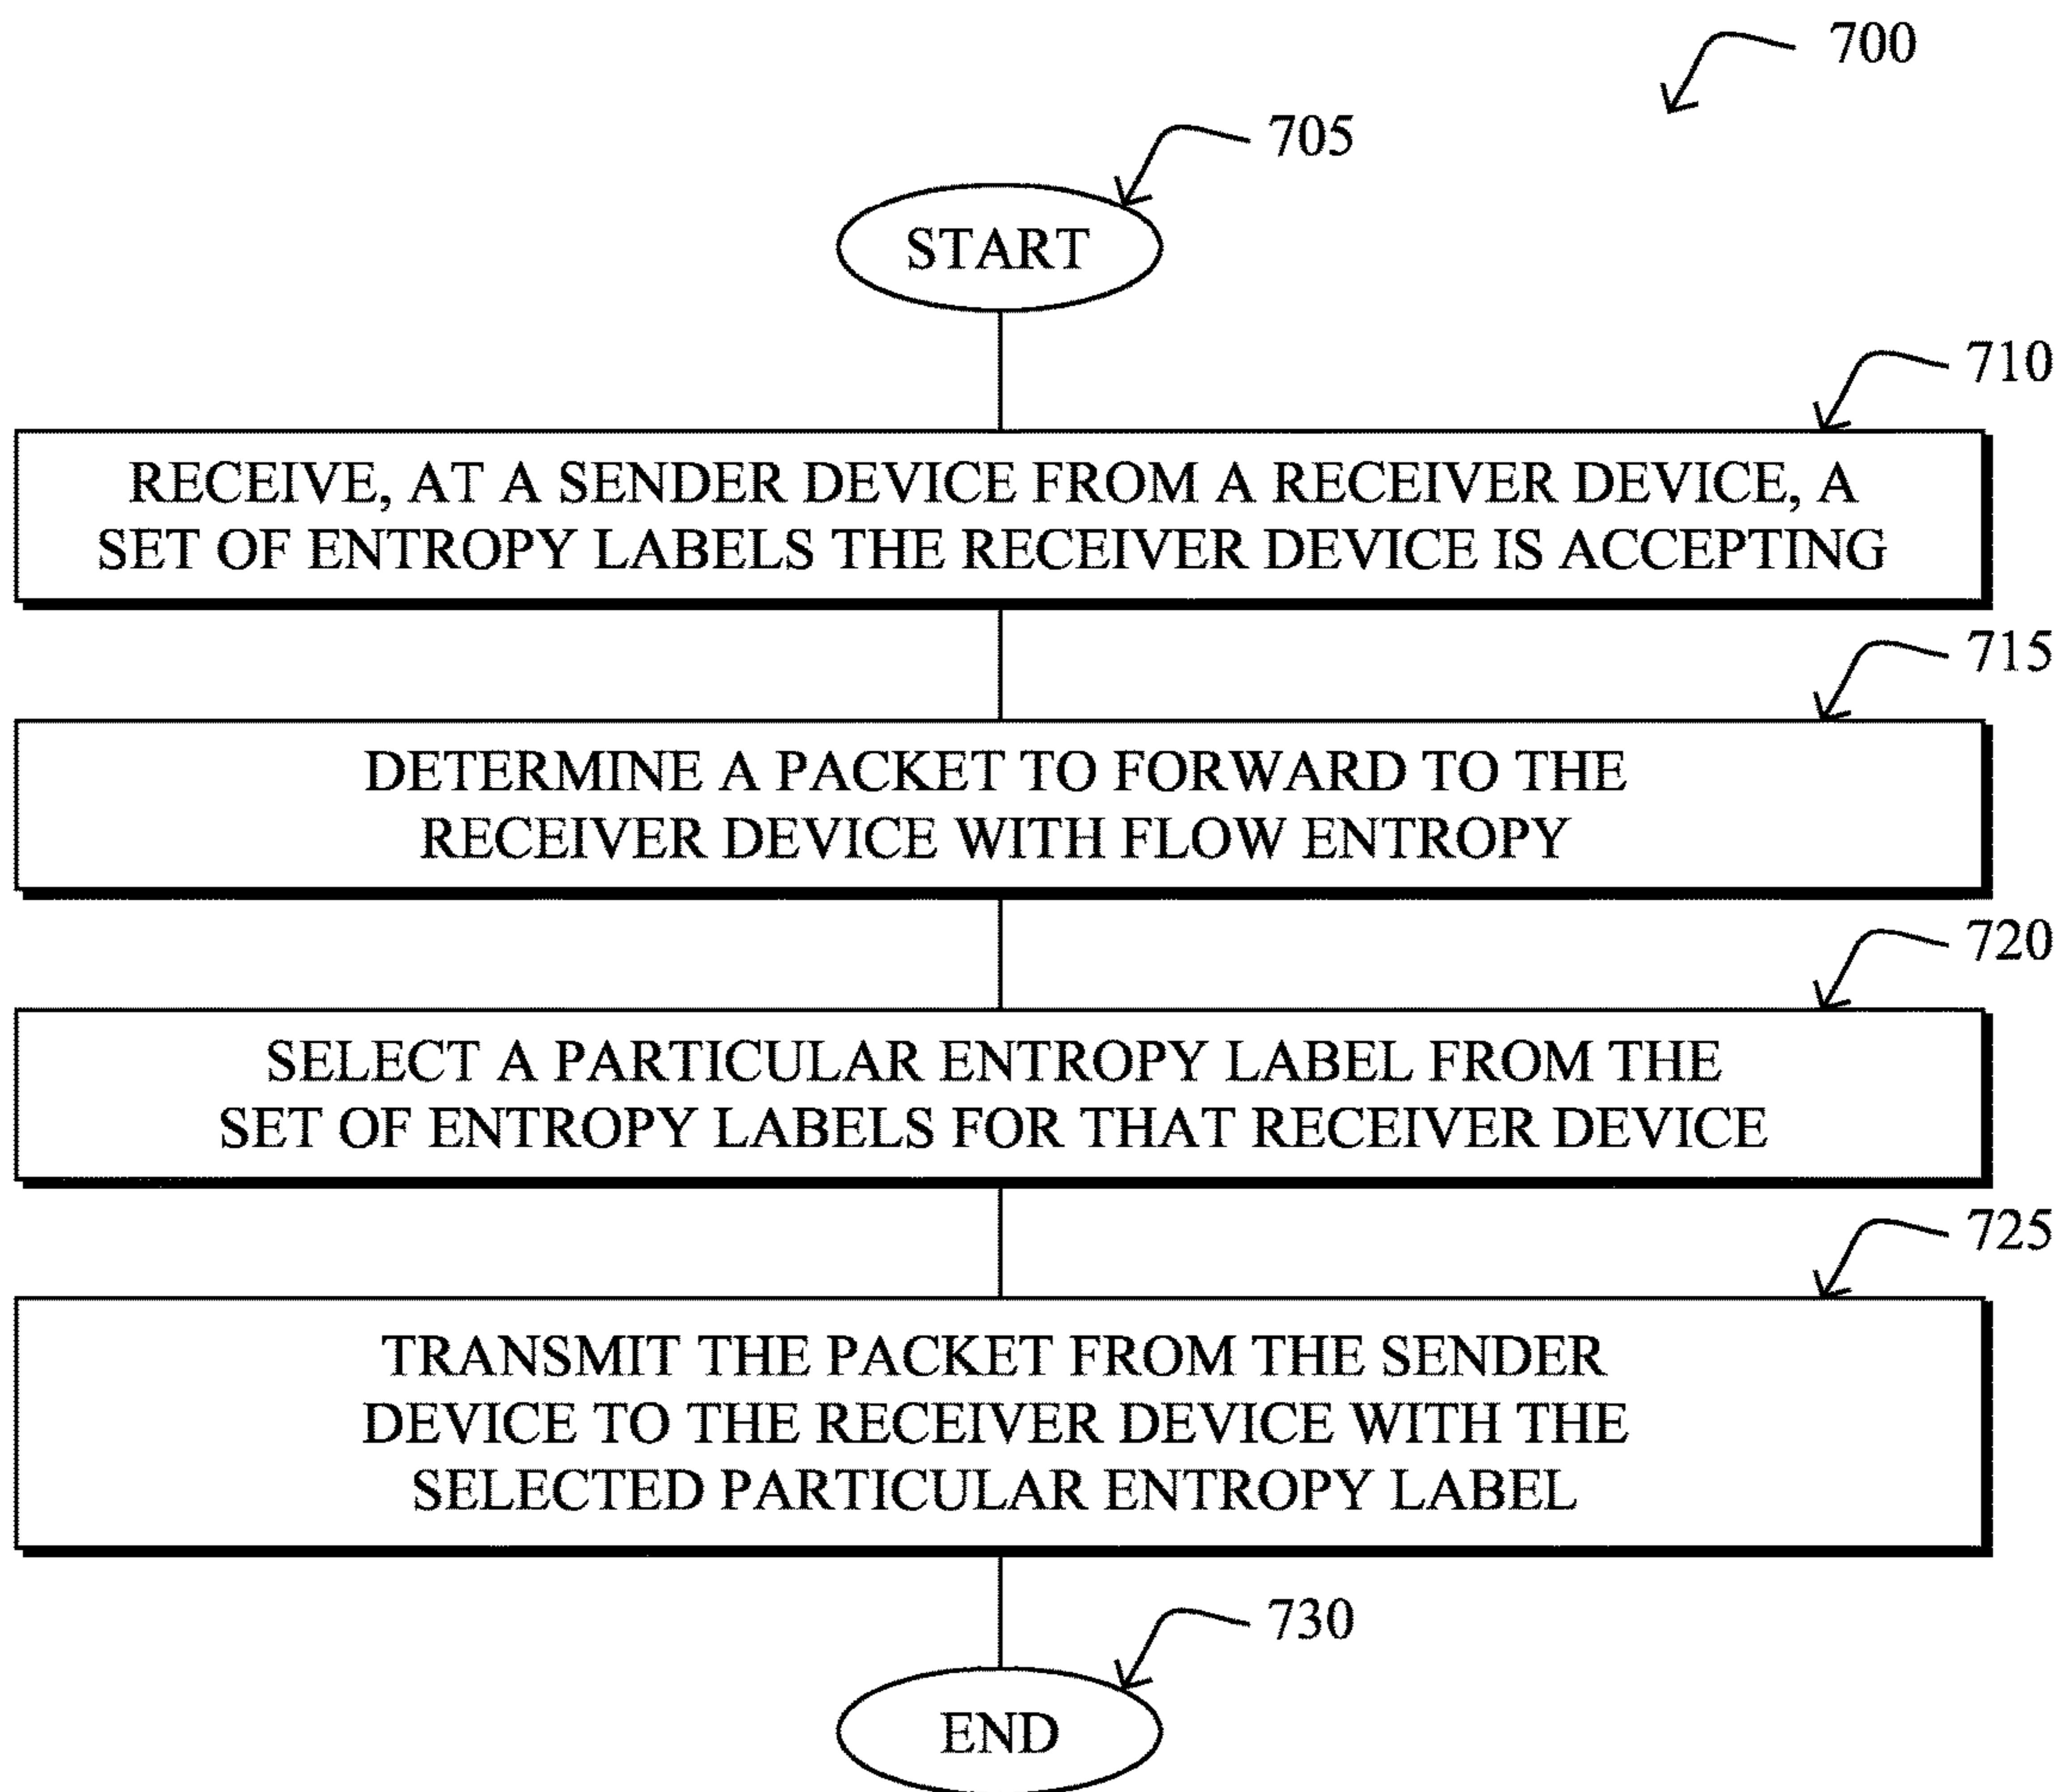 700
705
START
710
RECEIVE, AT A SENDER DEVICE FROM A RECEIVER DEVICE, A
SET OF ENTROPY LABELS THE RECEIVER DEVICE IS ACCEPTING
715
DETERMINE A PACKET TO FORWARD TO THE
RECEIVER DEVICE WITH FLOW ENTROPY
720
SELECT A PARTICULAR ENTROPY LABEL FROM THE
SET OF ENTROPY LABELS FOR THAT RECEIVER DEVICE
725
TRANSMIT THE PACKET FROM THE SENDER
DEVICE TO THE RECEIVER DEVICE WITH THE
SELECTED PARTICULAR ENTROPY LABEL
730
END